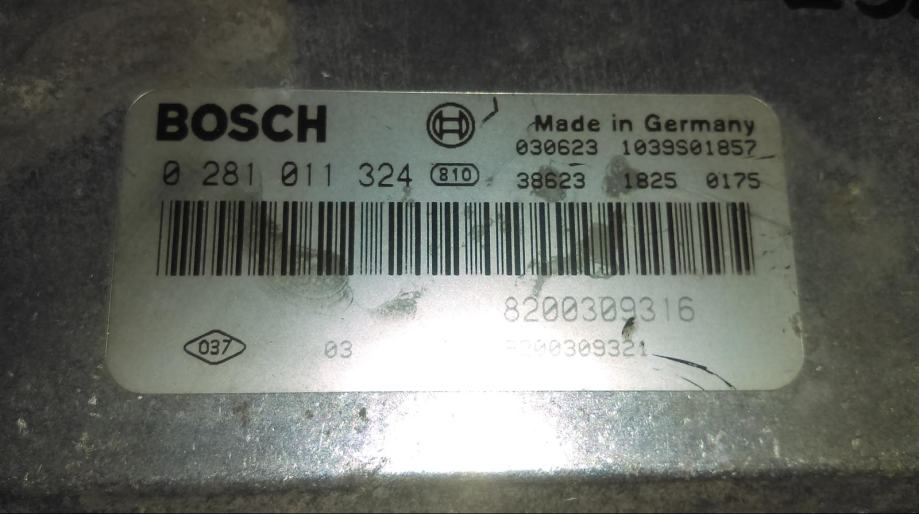 BOSCH
Made in Germany
030623 1039S01857
0 281 011 324 810
38623 1825 0175
8200309316
037 03 8200309321